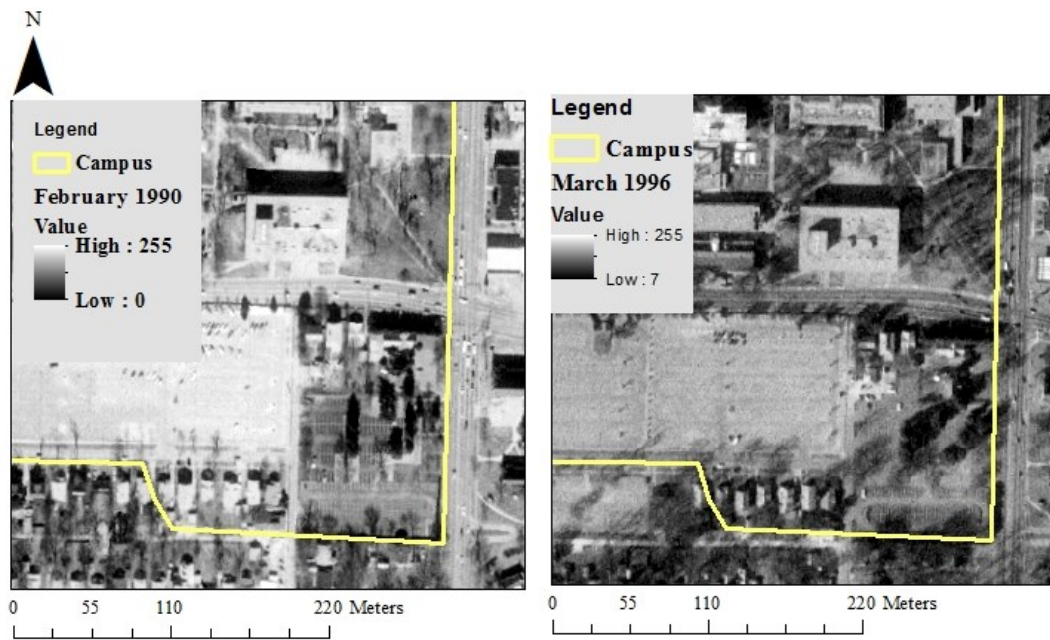 N
Legend
Campus
February 1990
Value
High : 255
Low : 0
0 55 110 220 Meters
Legend
Campus
March 1996
Value
High : 255
Low : 7
0 55 110 220 Meters